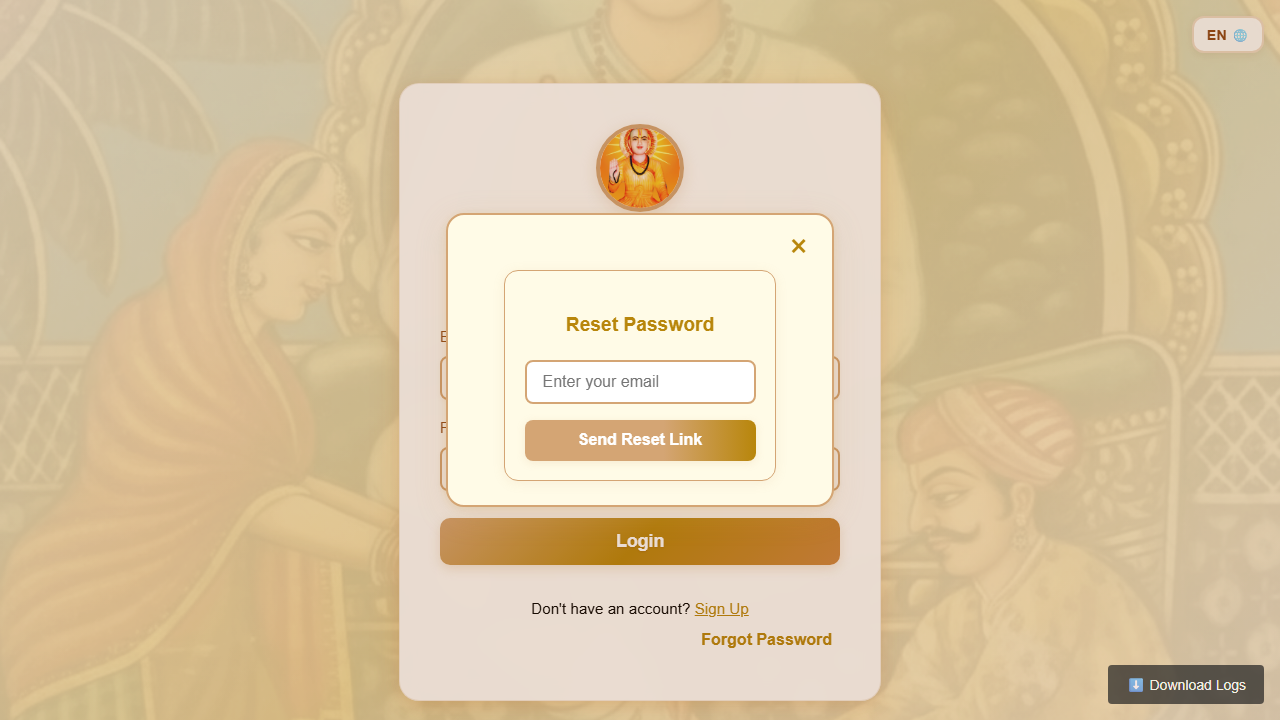 EN
×
Reset Password
Enter your email
Send Reset Link
Login
Don't have an account? Sign Up
Forgot Password
Download Logs